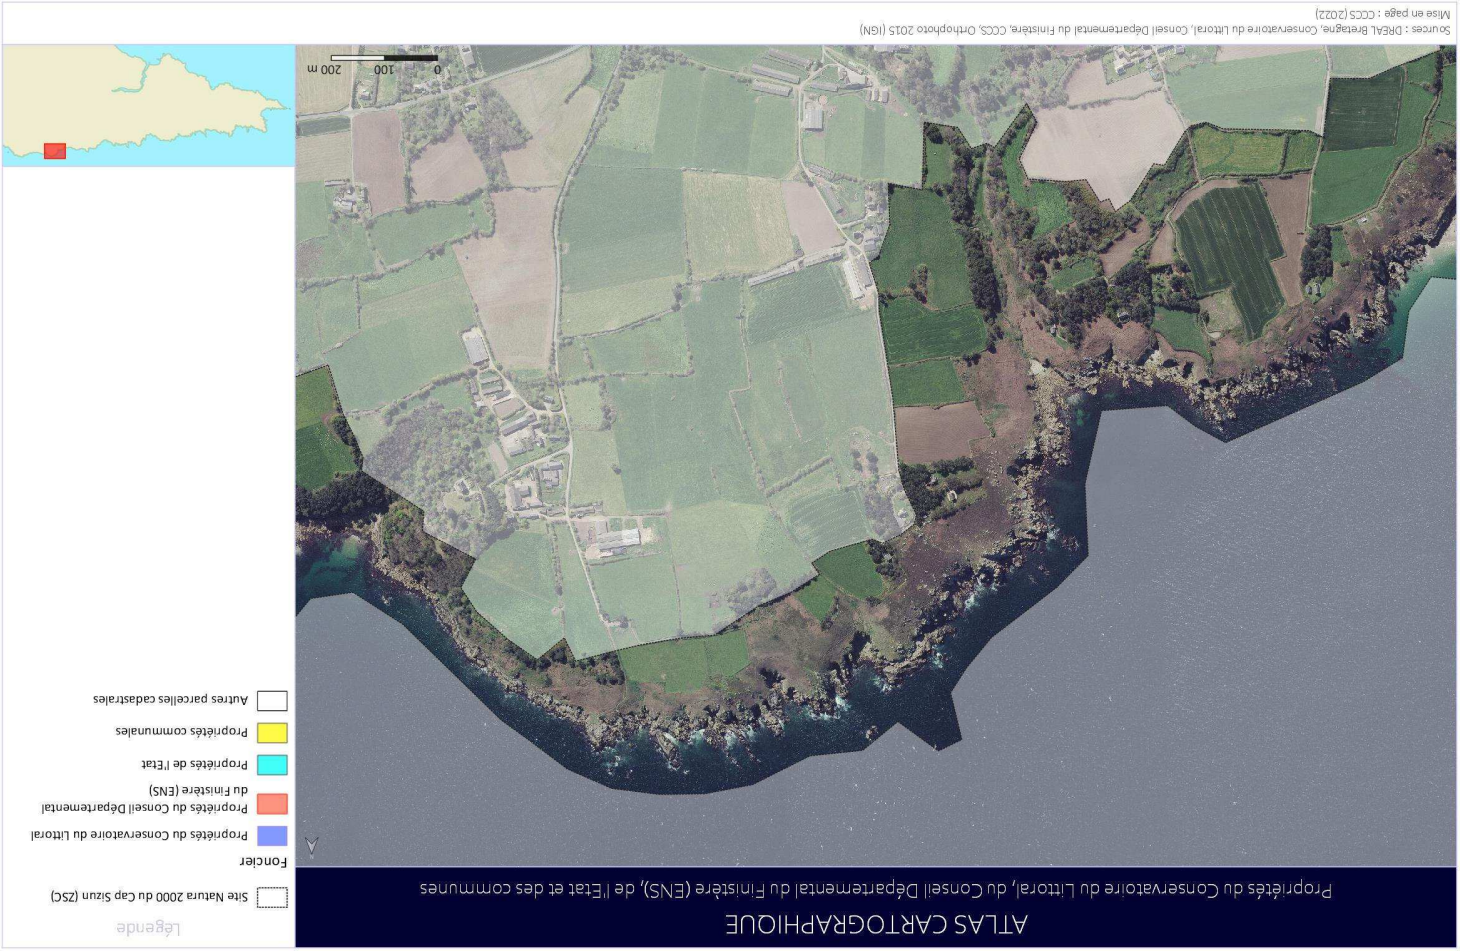 ATLAS CARTOGRAPHIQUE
Propriétés du Conservatoire du Littoral, du Conseil Départemental du Finistère (ENS), de l'Etat et des communes
Légende
Site Natura 2000 du Cap Sizun (ZSC)
Foncier
Propriétés du Conservatoire du Littoral
Propriétés du Conseil Départemental
du Finistère (ENS)
Propriétés de l'Etat
Propriétés communales
Autres parcelles cadastrales
0 100 200 m
Sources : DREAL Bretagne, Conservatoire du Littoral, Conseil Départemental du Finistère, CCCS, Orthophoto 2015 (IGN)
Mise en page : CCCS (2022)